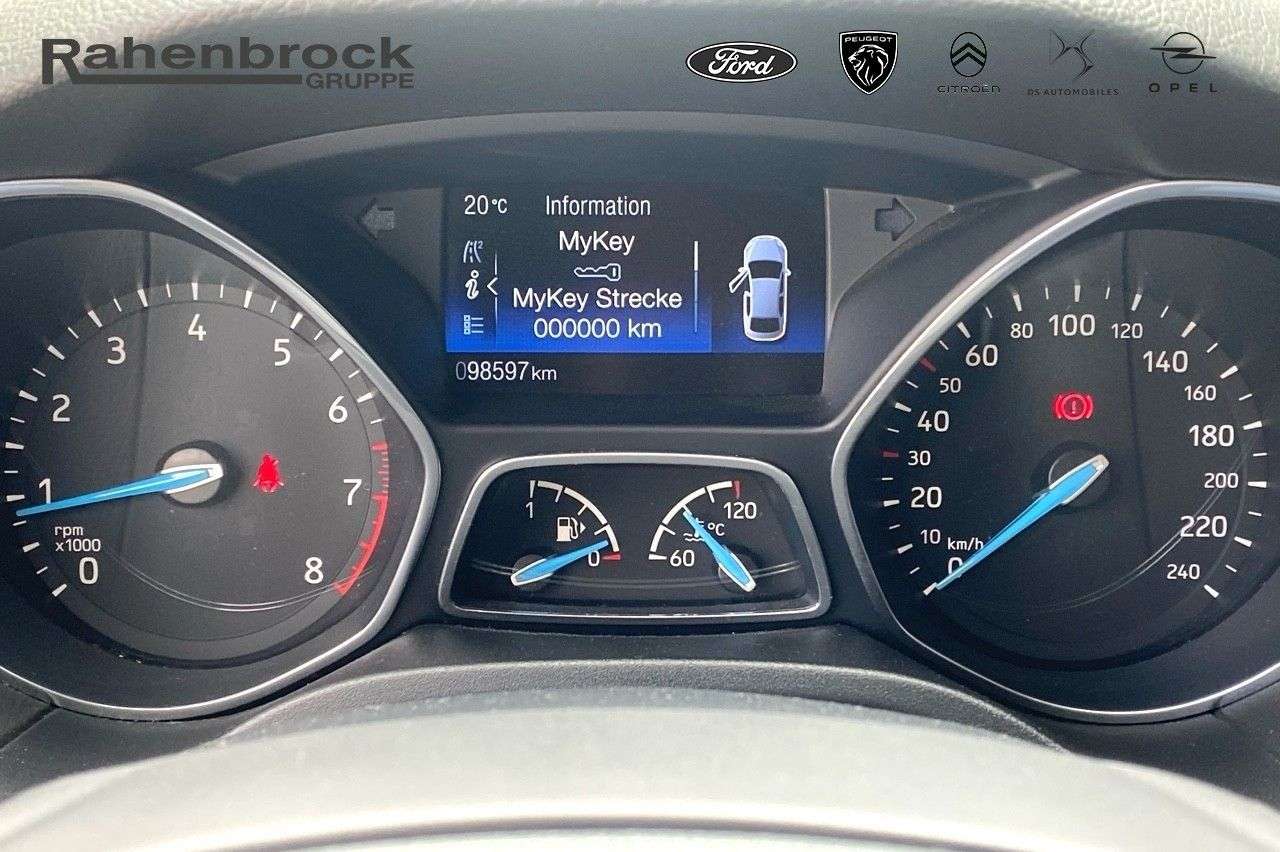 Rahenbrock
GRUPPE
Ford
PEUGEOT
CITROËN
DS AUTOMOBILES
OPEL
20°C Information
MyKey
MyKey Strecke
000000 km
098597 km
0 1 2 3 4 5 6 7 8
rpm
x1000
1 0
60 120
°C
0 10 20 30 40 50 60 80 100 120 140 160 180 200 220 240
km/h